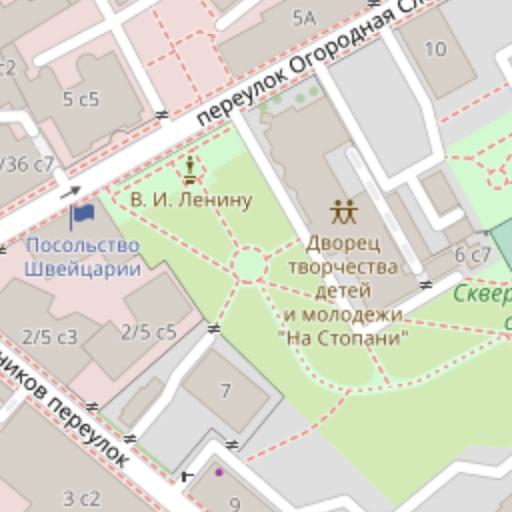 5А
переулок Огородная Сл
10
с2
5 с5
/36 с7
В. И. Ленину
Посольство
Швейцарии
Дворец
творчества
детей
и молодежи
"На Стопани"
6 с7
Сквер
с
2/5 с3
2/5 с5
ников переулок
7
3 с2
9